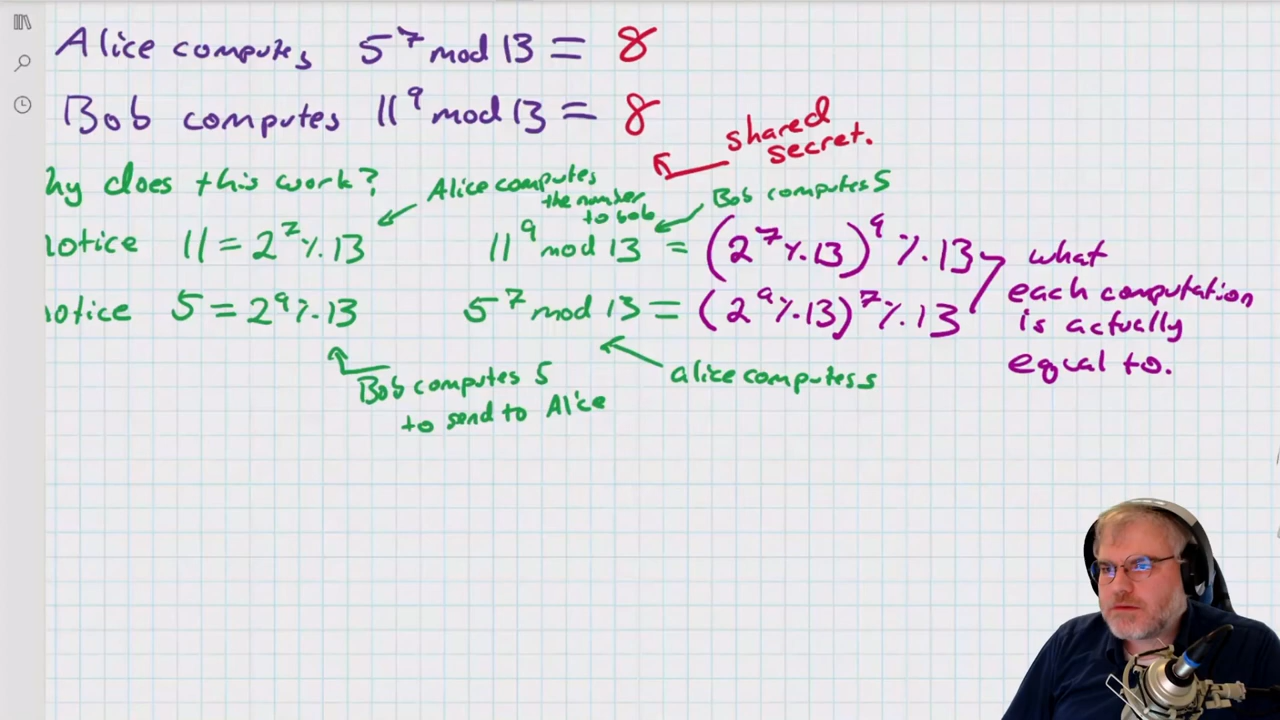 Alice computes 5⁷ mod 13 = 8
Bob computes 11⁹ mod 13 = 8
shared
secret.
hy does this work?
Alice computes
the number
to bob
Bob computes S
notice 11 = 2⁷%.13
11⁹ mod 13 = (2⁷%.13)⁹%.13
notice 5 = 2⁹%.13
5⁷ mod 13 = (2⁹%.13)⁷%.13
what
each computation
is actually
equal to.
Bob computes 5
to send to Alice
alice computes s